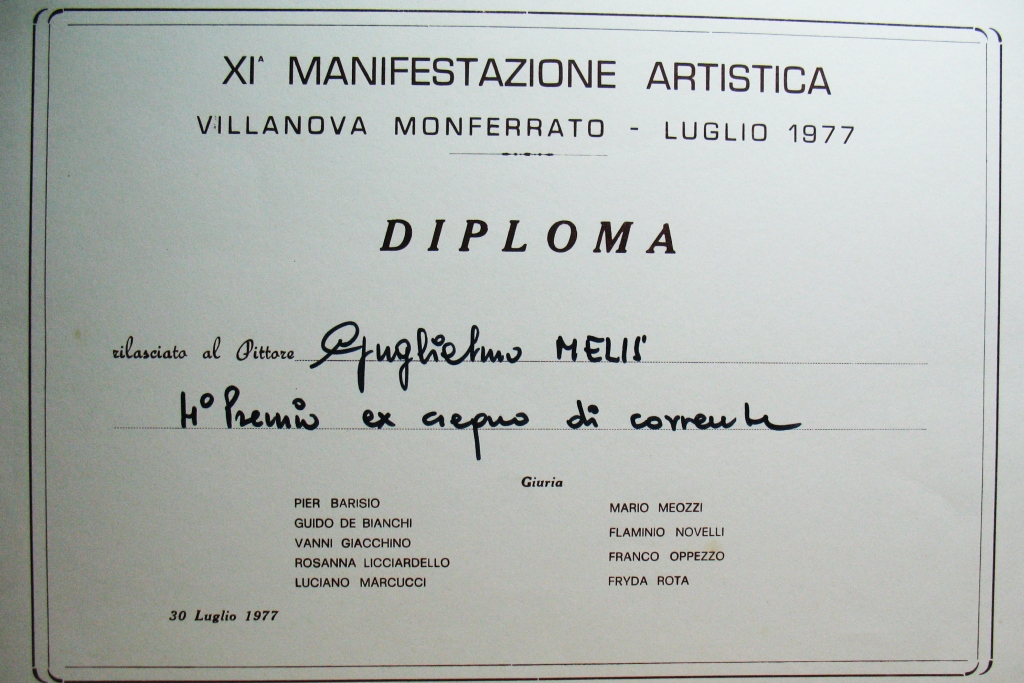 XIª MANIFESTAZIONE ARTISTICA
VILLANOVA MONFERRATO - LUGLIO 1977
DIPLOMA
rilasciato al Pittore Guglielmo MELIS
4º Premio ex aequo di corrente
Giuria
PIER BARISIO
GUIDO DE BIANCHI
VANNI GIACCHINO
ROSANNA LICCIARDELLO
LUCIANO MARCUCCI
MARIO MEOZZI
FLAMINIO NOVELLI
FRANCO OPPEZZO
FRYDA ROTA
30 Luglio 1977